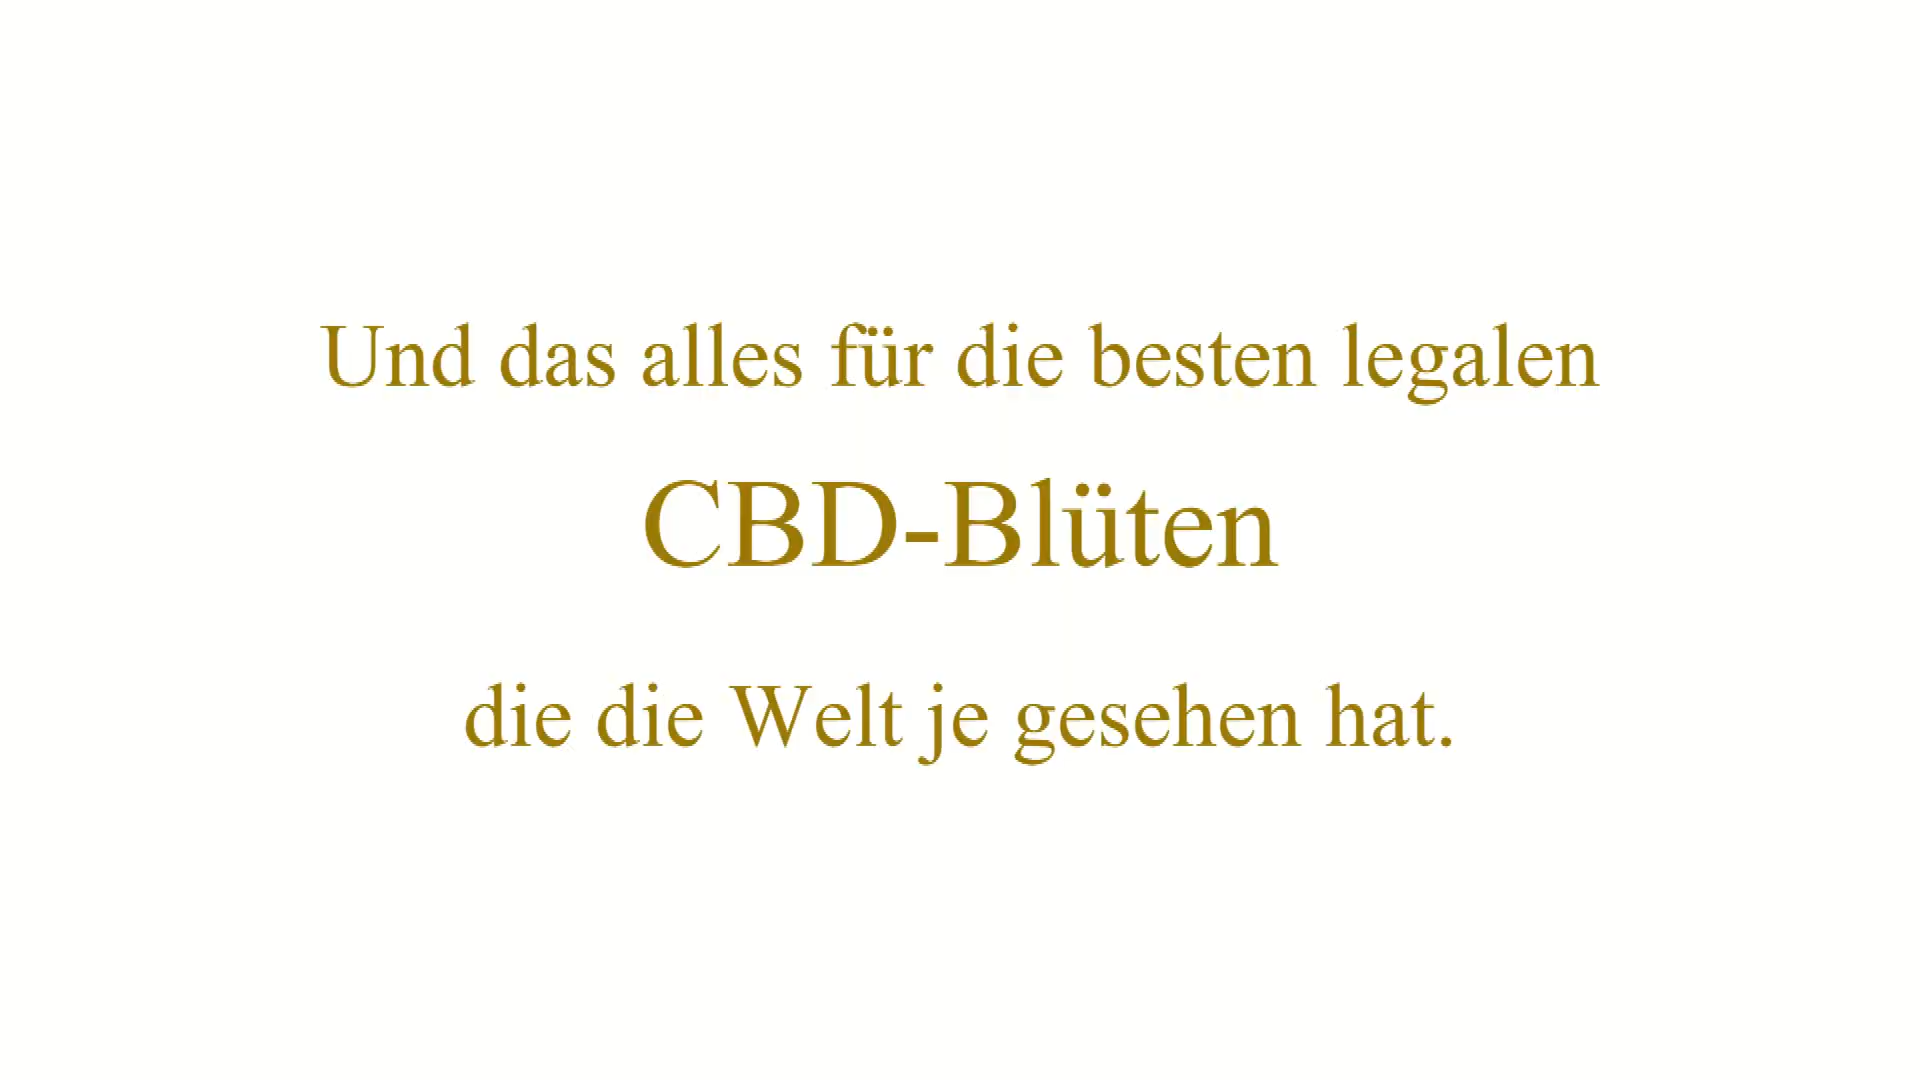 Und das alles für die besten legalen
CBD-Blüten
die die Welt je gesehen hat.